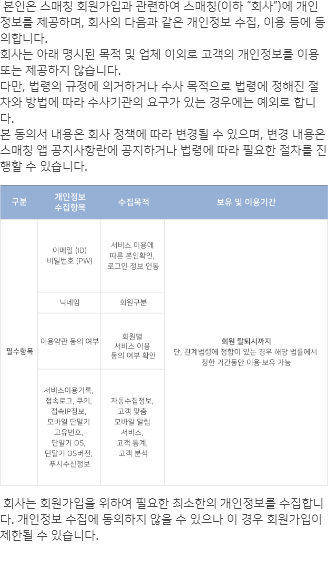 본인은 스매칭 회원가입과 관련하여 스매칭(이하 “회사”)에 개인
정보를 제공하며, 회사의 다음과 같은 개인정보 수집, 이용 등에 동
의합니다.
회사는 아래 명시된 목적 및 업체 이외로 고객의 개인정보를 이용
또는 제공하지 않습니다.
다만, 법령의 규정에 의거하거나 수사 목적으로 법령에 정해진 절
차와 방법에 따라 수사기관의 요구가 있는 경우에는 예외로 합니
다.
본 동의서 내용은 회사 정책에 따라 변경될 수 있으며, 변경 내용은
스매칭 앱 공지사항란에 공지하거나 법령에 따라 필요한 절차를 진
행할 수 있습니다.
구분
개인정보
수집항목
수집목적
보유 및 이용기간
필수항목
이메일 (ID)
비밀번호 (PW)
서비스 이용에
따른 본인확인,
로그인 정보 연동
닉네임
회원구분
이용약관 동의 여부
회원별
서비스 이용
동의 여부 확인
서비스이용기록,
접속로그, 쿠키,
접속IP정보,
모바일 단말기
고유번호,
단말기 OS,
단말기 OS버전,
푸시수신정보
자동수집정보,
고객 맞춤
모바일 알림
서비스,
고객 통계,
고객 분석
회원 탈퇴시까지
단, 관계법령에 정함이 있는 경우 해당 법률에서
정한 기간동안 이용·보유 가능
회사는 회원가입을 위하여 필요한 최소한의 개인정보를 수집합니
다. 개인정보 수집에 동의하지 않을 수 있으나 이 경우 회원가입이
제한될 수 있습니다.